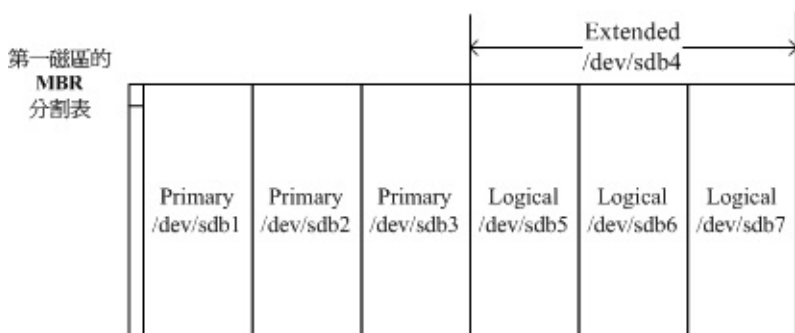 Extended
/dev/sdb4
第一磁區的
MBR
分割表
Primary
/dev/sdb1
Primary
/dev/sdb2
Primary
/dev/sdb3
Logical
/dev/sdb5
Logical
/dev/sdb6
Logical
/dev/sdb7